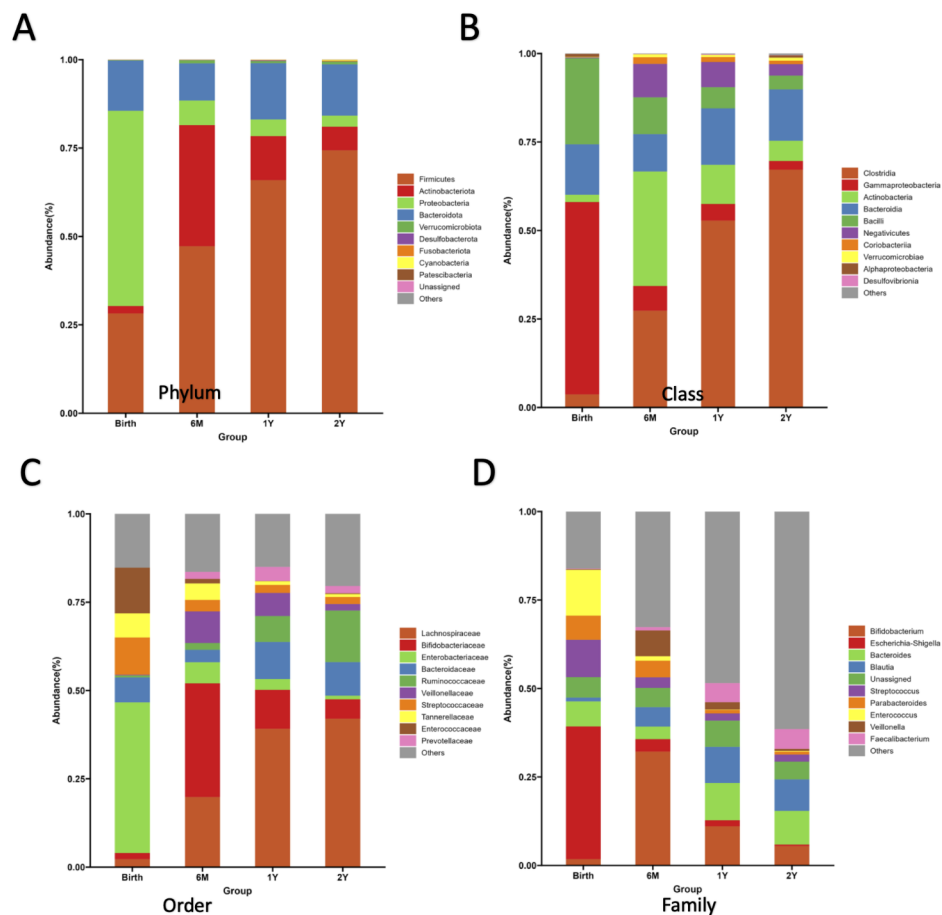 A
Abundance(%)
1.00
0.75
0.50
0.25
0.00
Phylum
Birth 6M 1Y 2Y
Group
Firmicutes
Actinobacteriota
Proteobacteria
Bacteroidota
Verrucomicrobiota
Desulfobacterota
Fusobacteriota
Cyanobacteria
Patescibacteria
Unassigned
Others
B
Abundance(%)
1.00
0.75
0.50
0.25
0.00
Class
Birth 6M 1Y 2Y
Group
Clostridia
Gammaproteobacteria
Actinobacteria
Bacteroidia
Bacilli
Negativicutes
Coriobacteriia
Verrucomicrobiae
Alphaproteobacteria
Desulfovibrionia
Others
C
Abundance(%)
1.00
0.75
0.50
0.25
0.00
Birth 6M 1Y 2Y
Group
Order
Lachnospiraceae
Bifidobacteriaceae
Enterobacteriaceae
Bacteroidaceae
Ruminococcaceae
Veillonellaceae
Streptococcaceae
Tannerellaceae
Enterococcaceae
Prevotellaceae
Others
D
Abundance(%)
1.00
0.75
0.50
0.25
0.00
Birth 6M 1Y 2Y
Group
Family
Bifidobacterium
Escherichia-Shigella
Bacteroides
Blautia
Unassigned
Streptococcus
Parabacteroides
Enterococcus
Veillonella
Faecalibacterium
Others